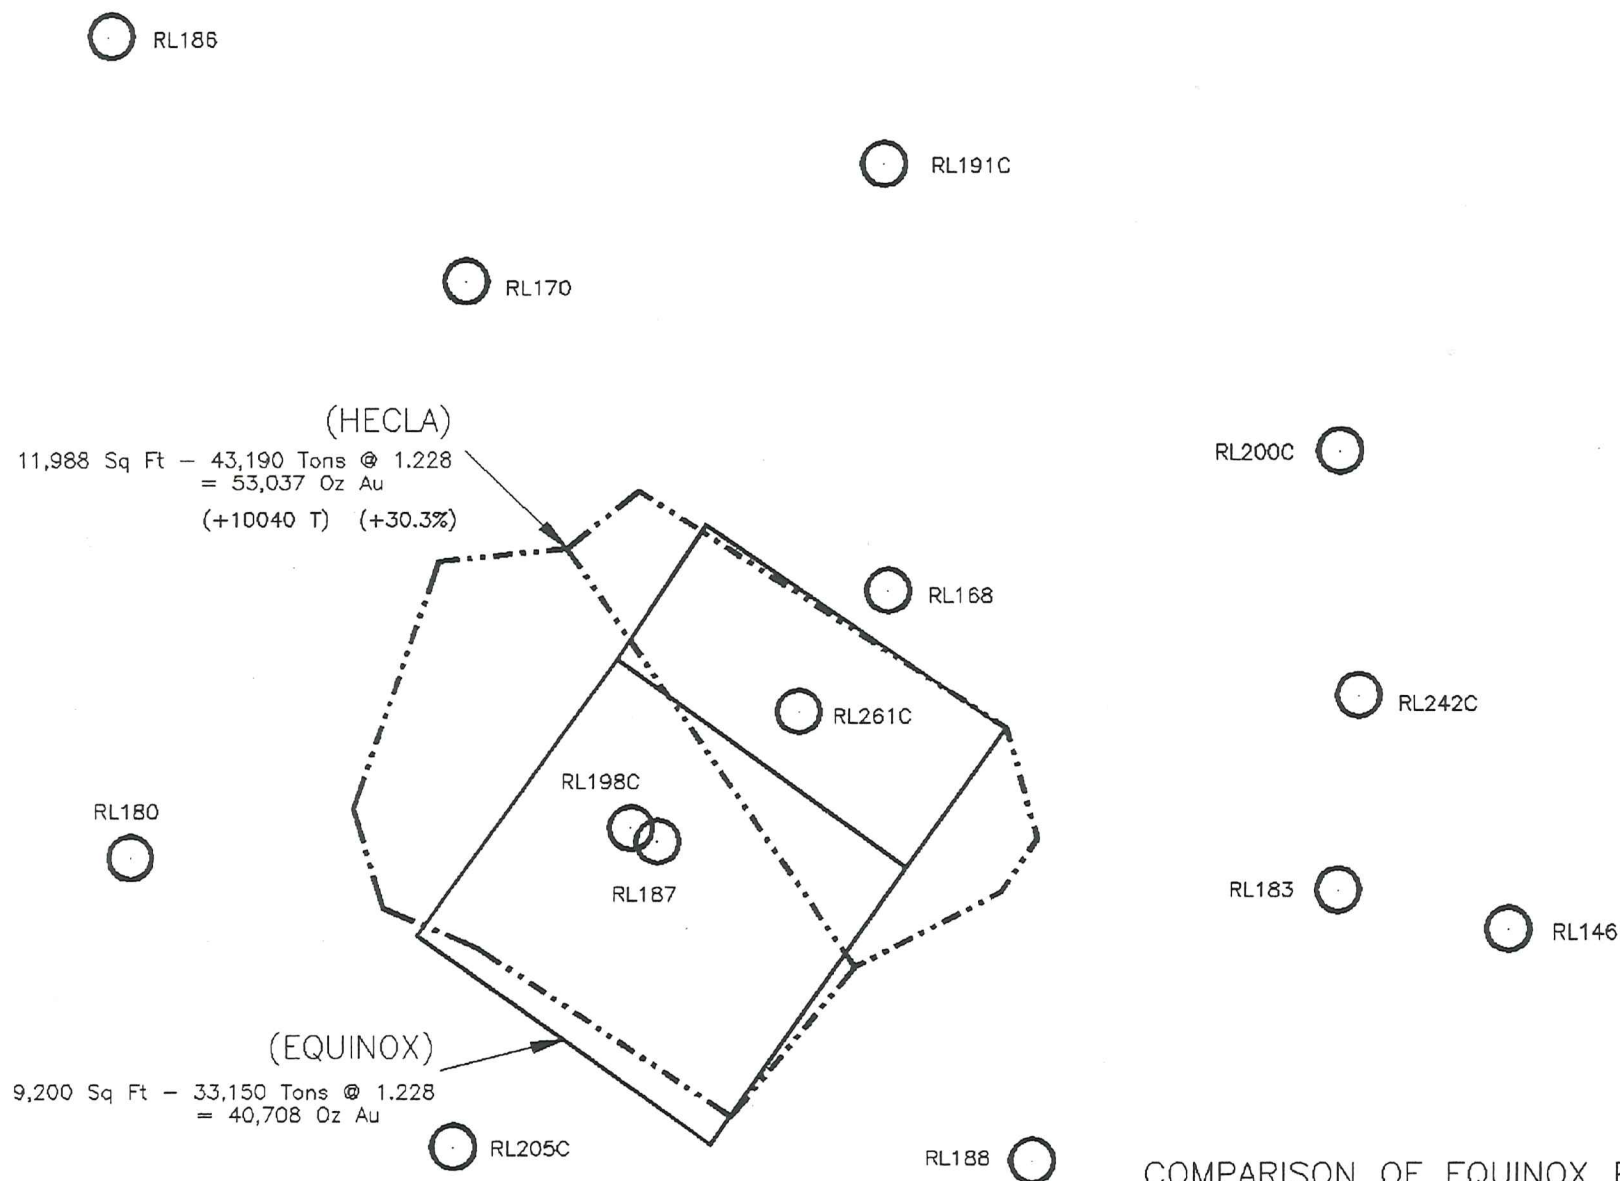 RL186
RL191C
RL170
(HECLA)
11,988 Sq Ft – 43,190 Tons @ 1.228
= 53,037 Oz Au
(+10040 T) (+30.3%)
RL200C
RL168
RL242C
RL261C
RL198C
RL180
RL187
RL183
RL146
(EQUINOX)
9,200 Sq Ft – 33,150 Tons @ 1.228
= 40,708 Oz Au
RL205C
RL188
COMPARISON OF EQUINOX